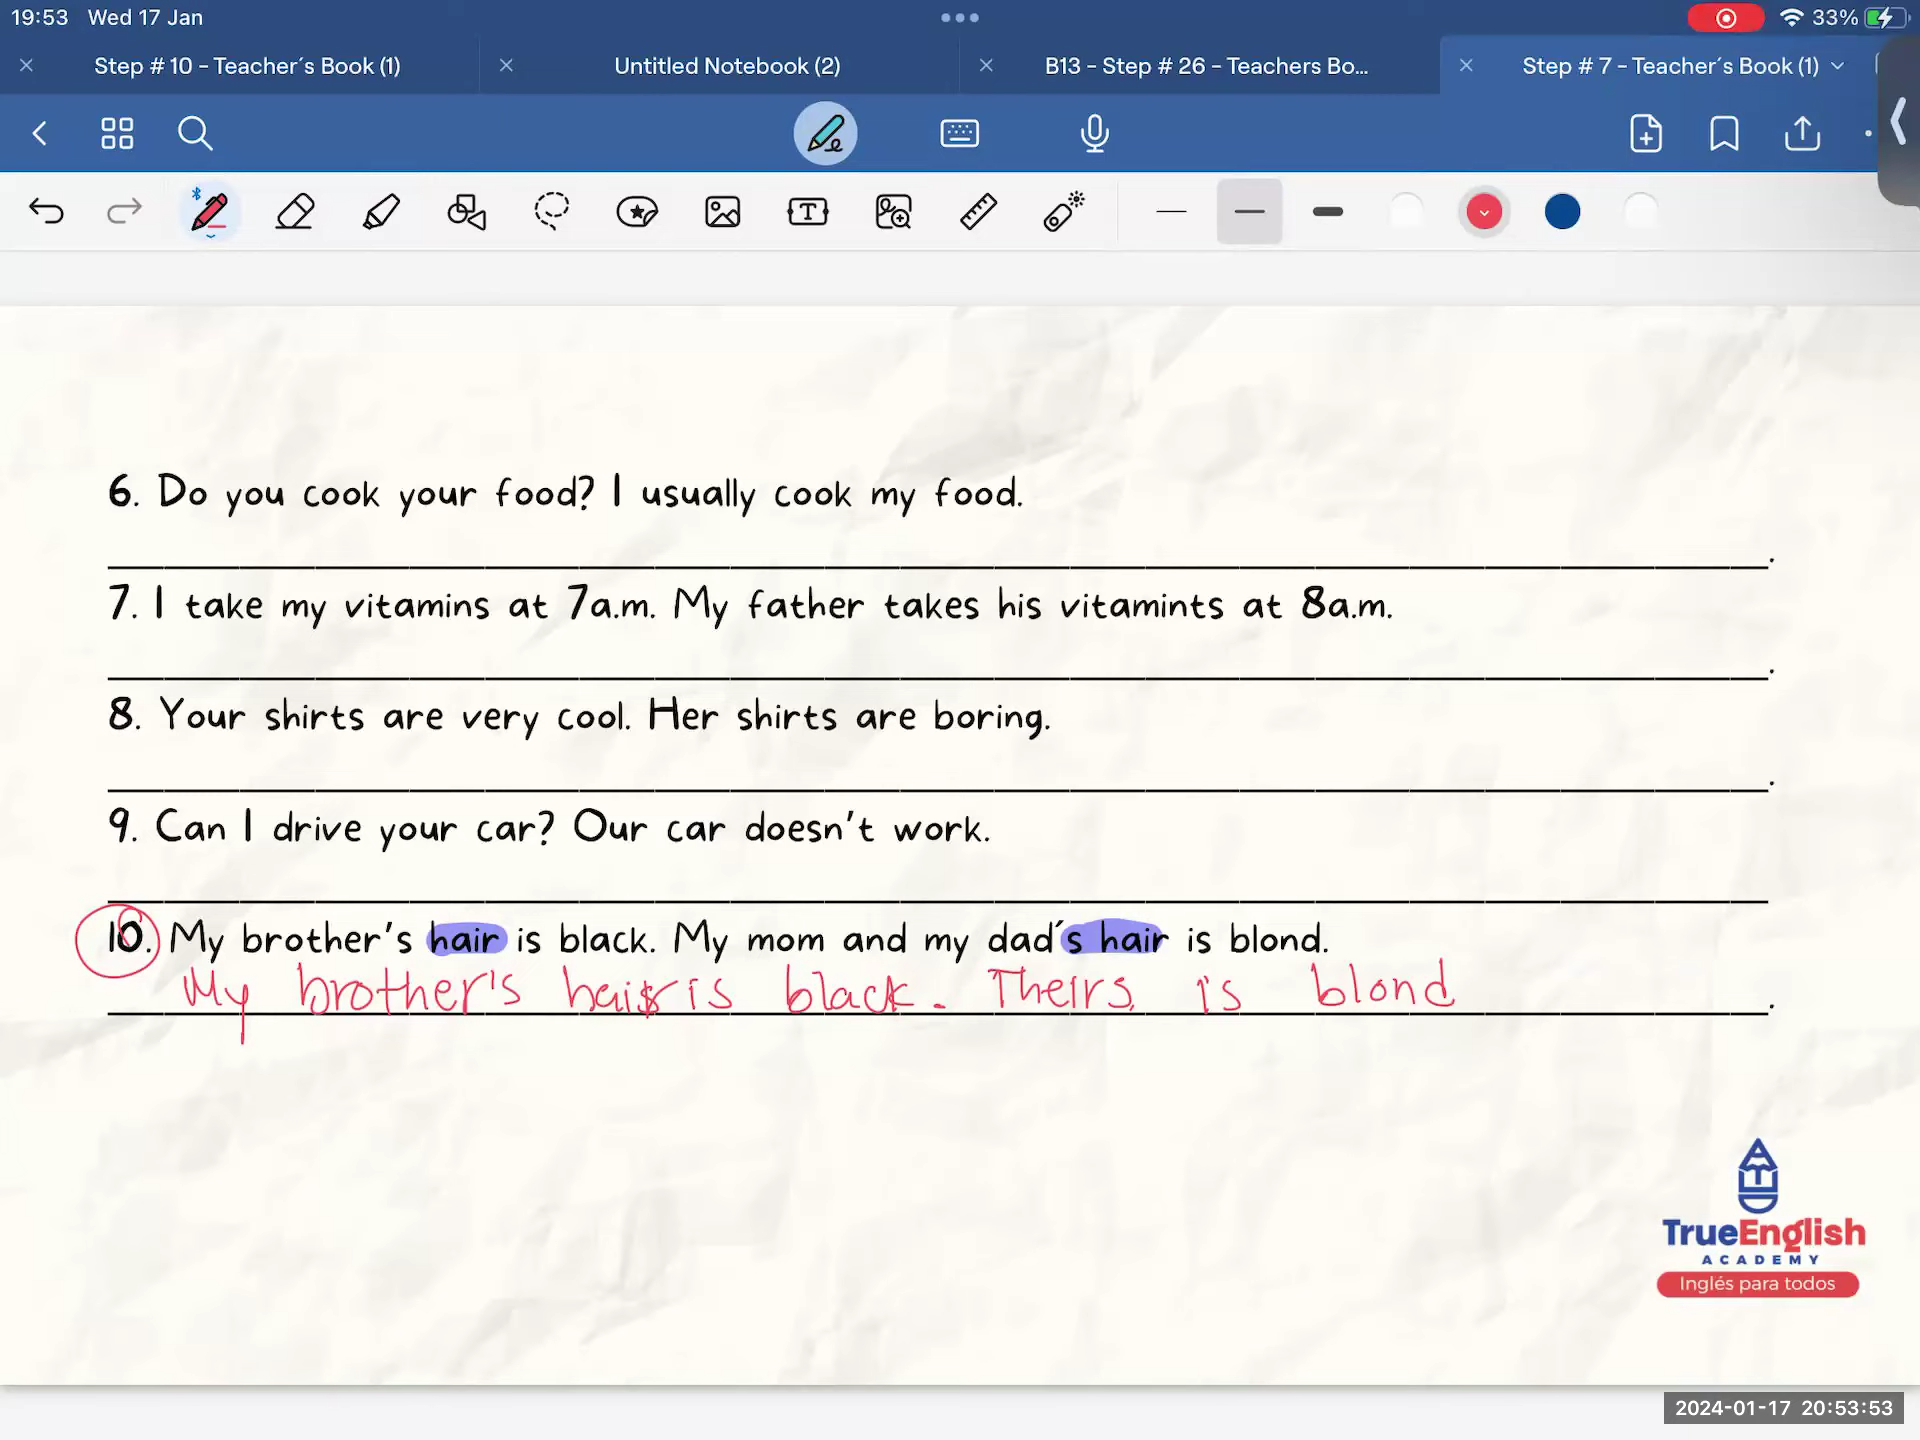 19:53 Wed 17 Jan 33%
Step # 10 - Teacher´s Book (1) Untitled Notebook (2) B13 - Step # 26 - Teachers Bo... Step # 7 - Teacher´s Book (1)
6. Do you cook your food? I usually cook my food.
7. I take my vitamins at 7a.m. My father takes his vitamints at 8a.m.
8. Your shirts are very cool. Her shirts are boring.
9. Can I drive your car? Our car doesn't work.
10. My brother's hair is black. My mom and my dad´s hair is blond.
My brother's hair is black. Theirs is blond
TrueEnglish
ACADEMY
Inglés para todos
2024-01-17 20:53:53